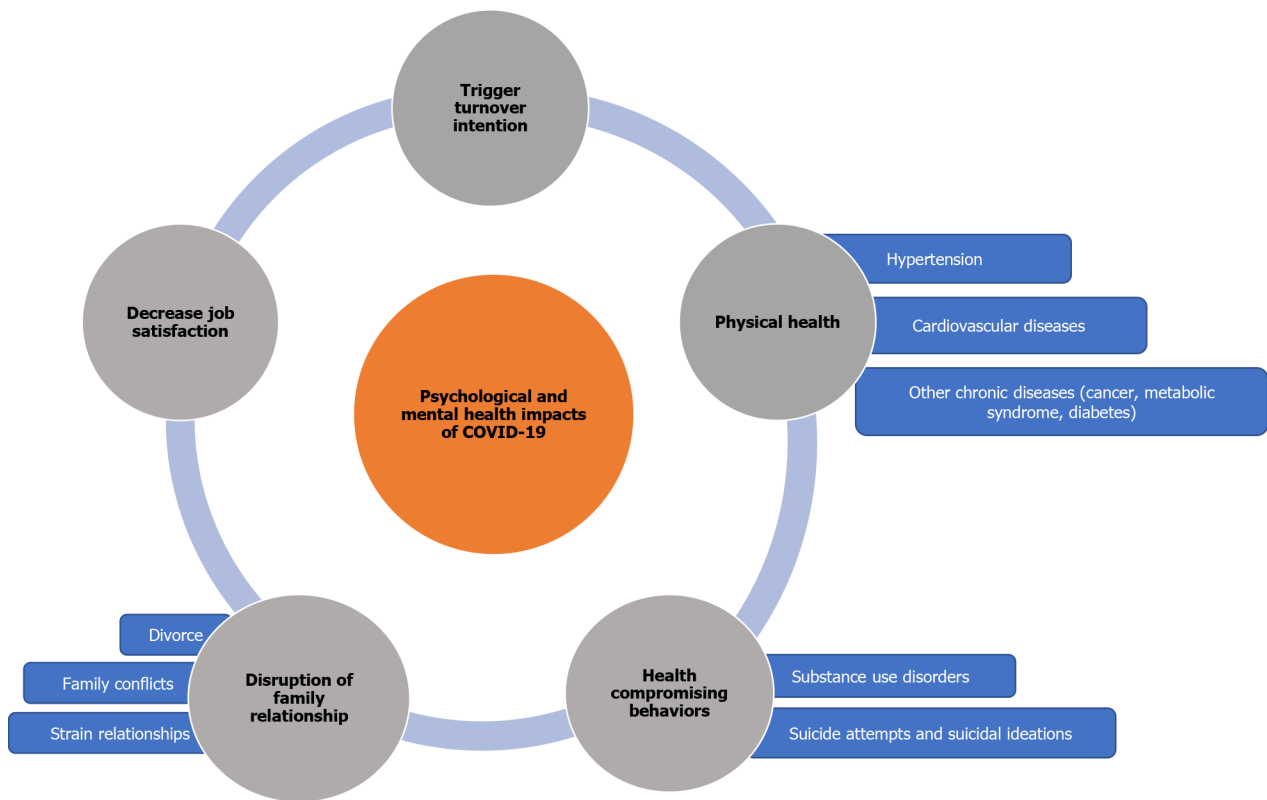 Trigger
turnover
intention
Physical health
Hypertension
Cardiovascular diseases
Other chronic diseases (cancer, metabolic
syndrome, diabetes)
Decrease job
satisfaction
Psychological and
mental health impacts
of COVID-19
Health
compromising
behaviors
Substance use disorders
Suicide attempts and suicidal ideations
Disruption of
family
relationship
Divorce
Family conflicts
Strain relationships